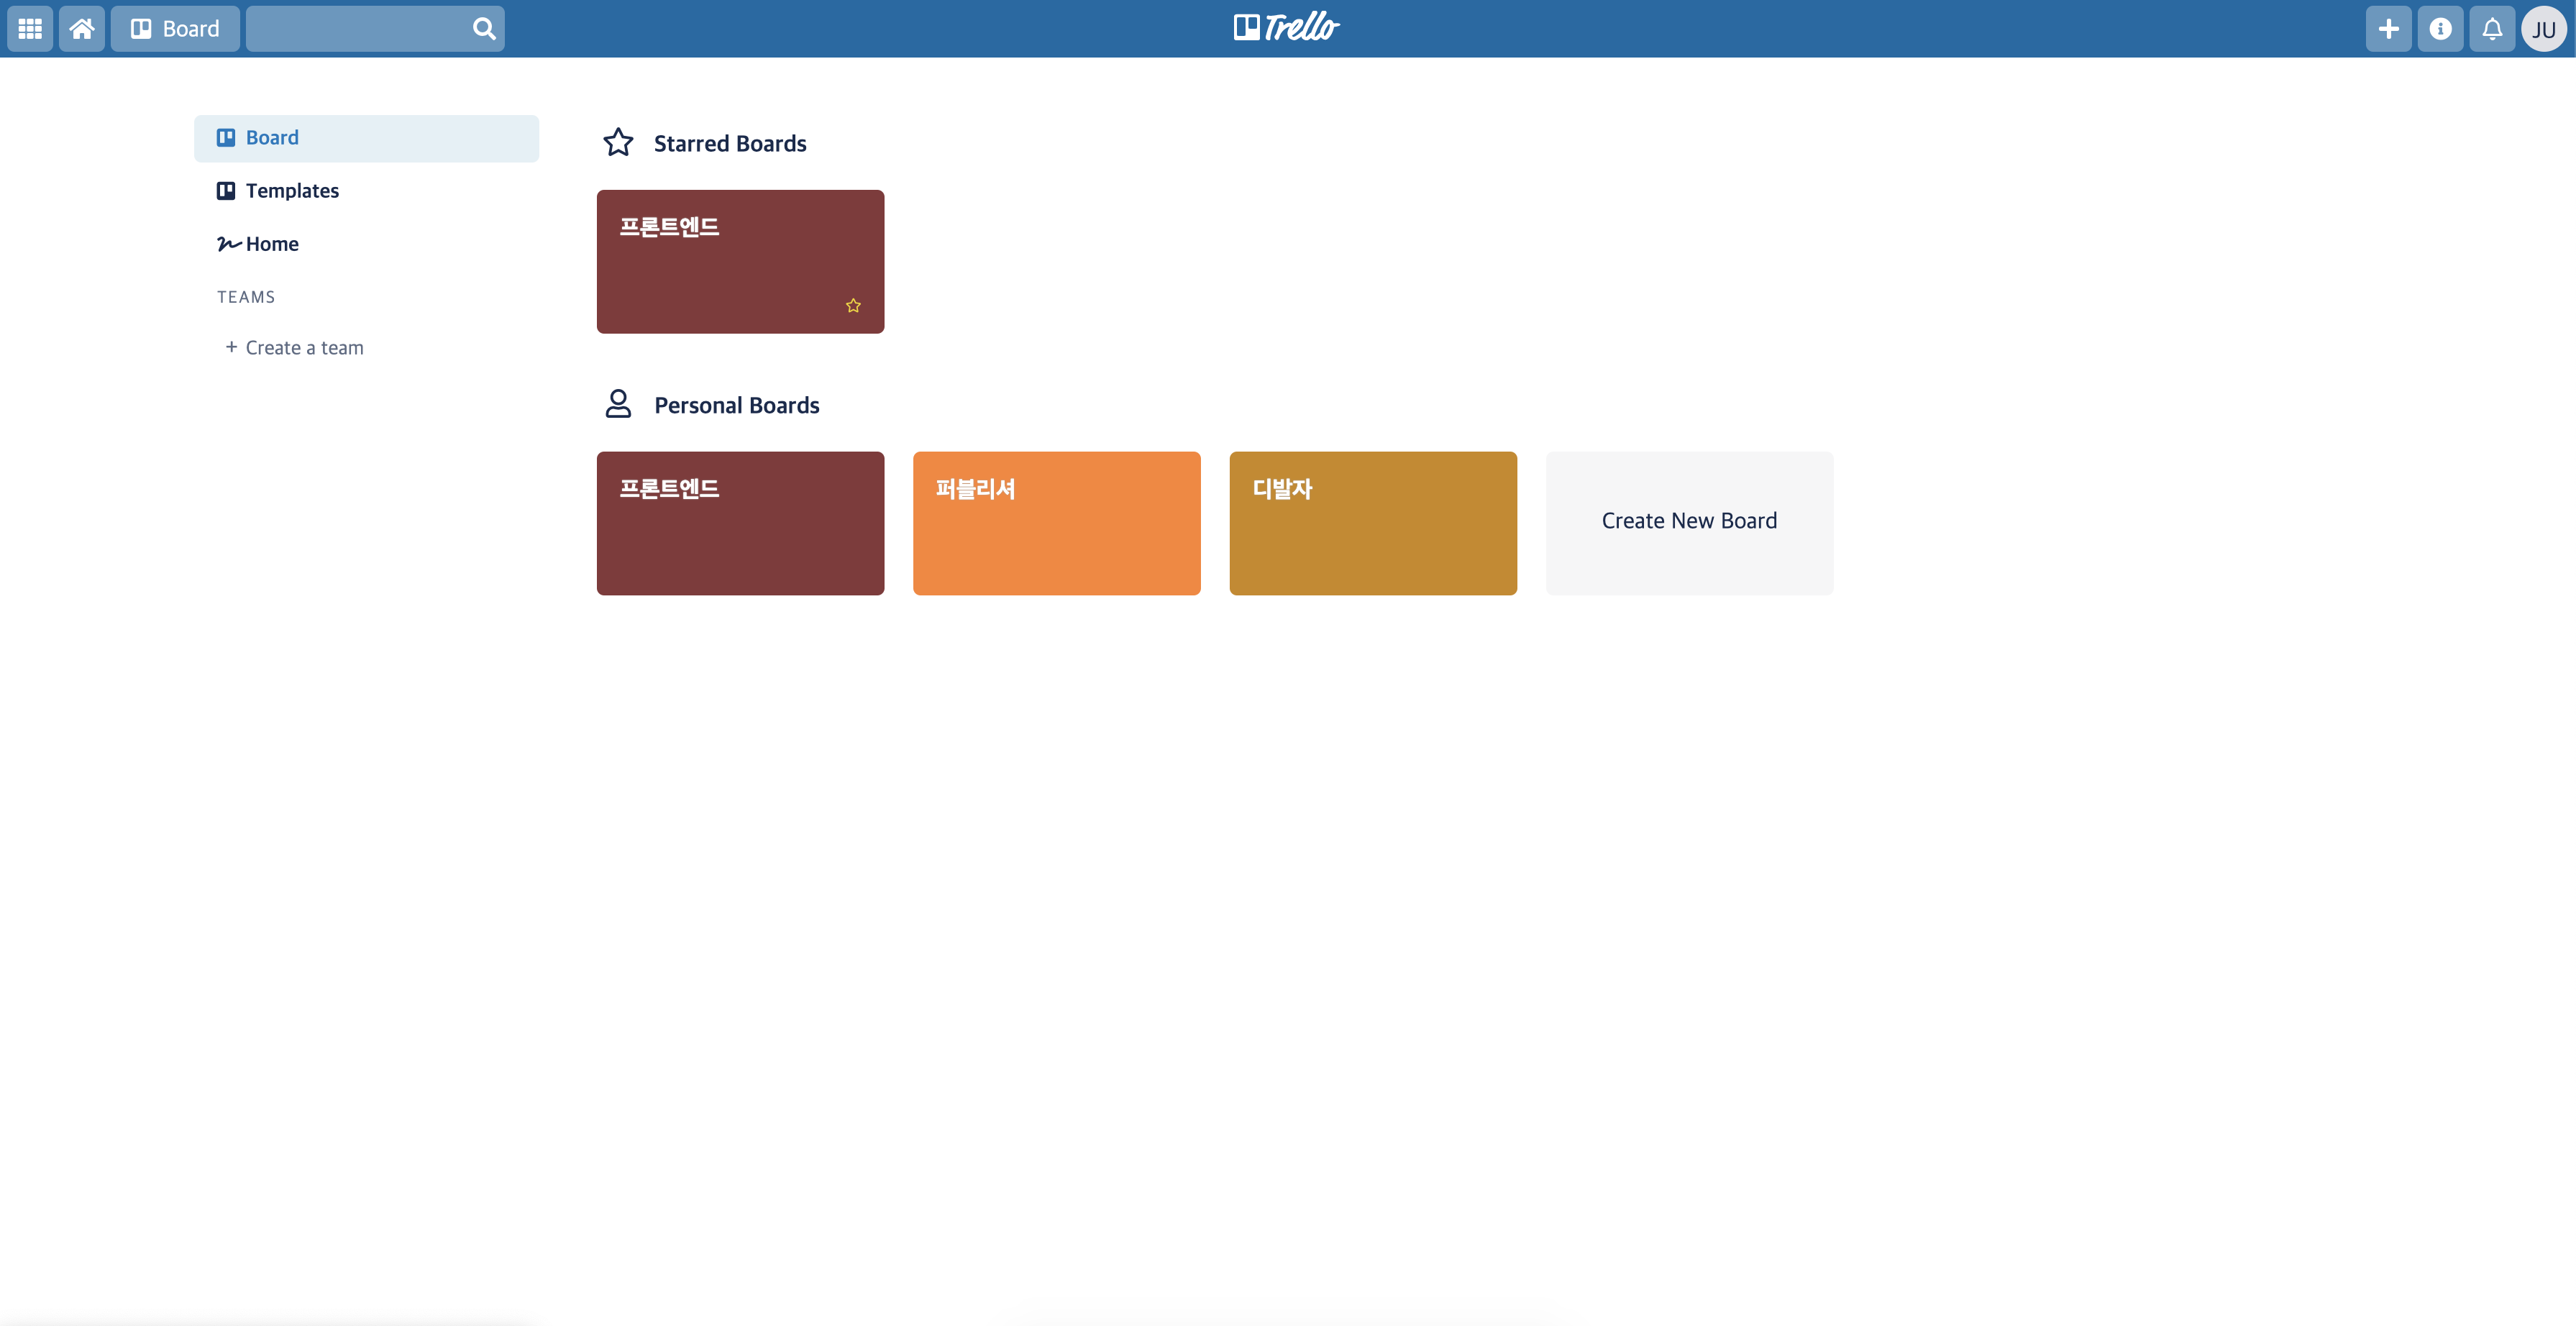 Board
Trello
JU
Board
Templates
Home
TEAMS
+ Create a team
Starred Boards
프론트엔드
Personal Boards
프론트엔드
퍼블리셔
디발자
Create New Board